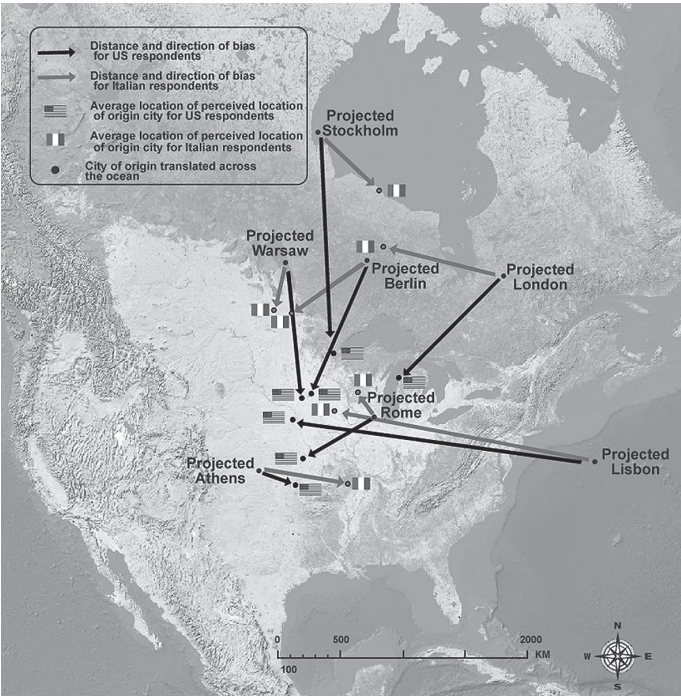 Distance and direction of bias
for US respondents
Distance and direction of bias
for Italian respondents
Average location of perceived location
of origin city for US respondents
Average location of perceived location
of origin city for Italian respondents
City of origin translated across
the ocean
Projected
Stockholm
Projected
Warsaw
Projected
Berlin
Projected
London
Projected
Rome
Projected
Athens
Projected
Lisbon
0 500 2000
KM
100
N
W E
S